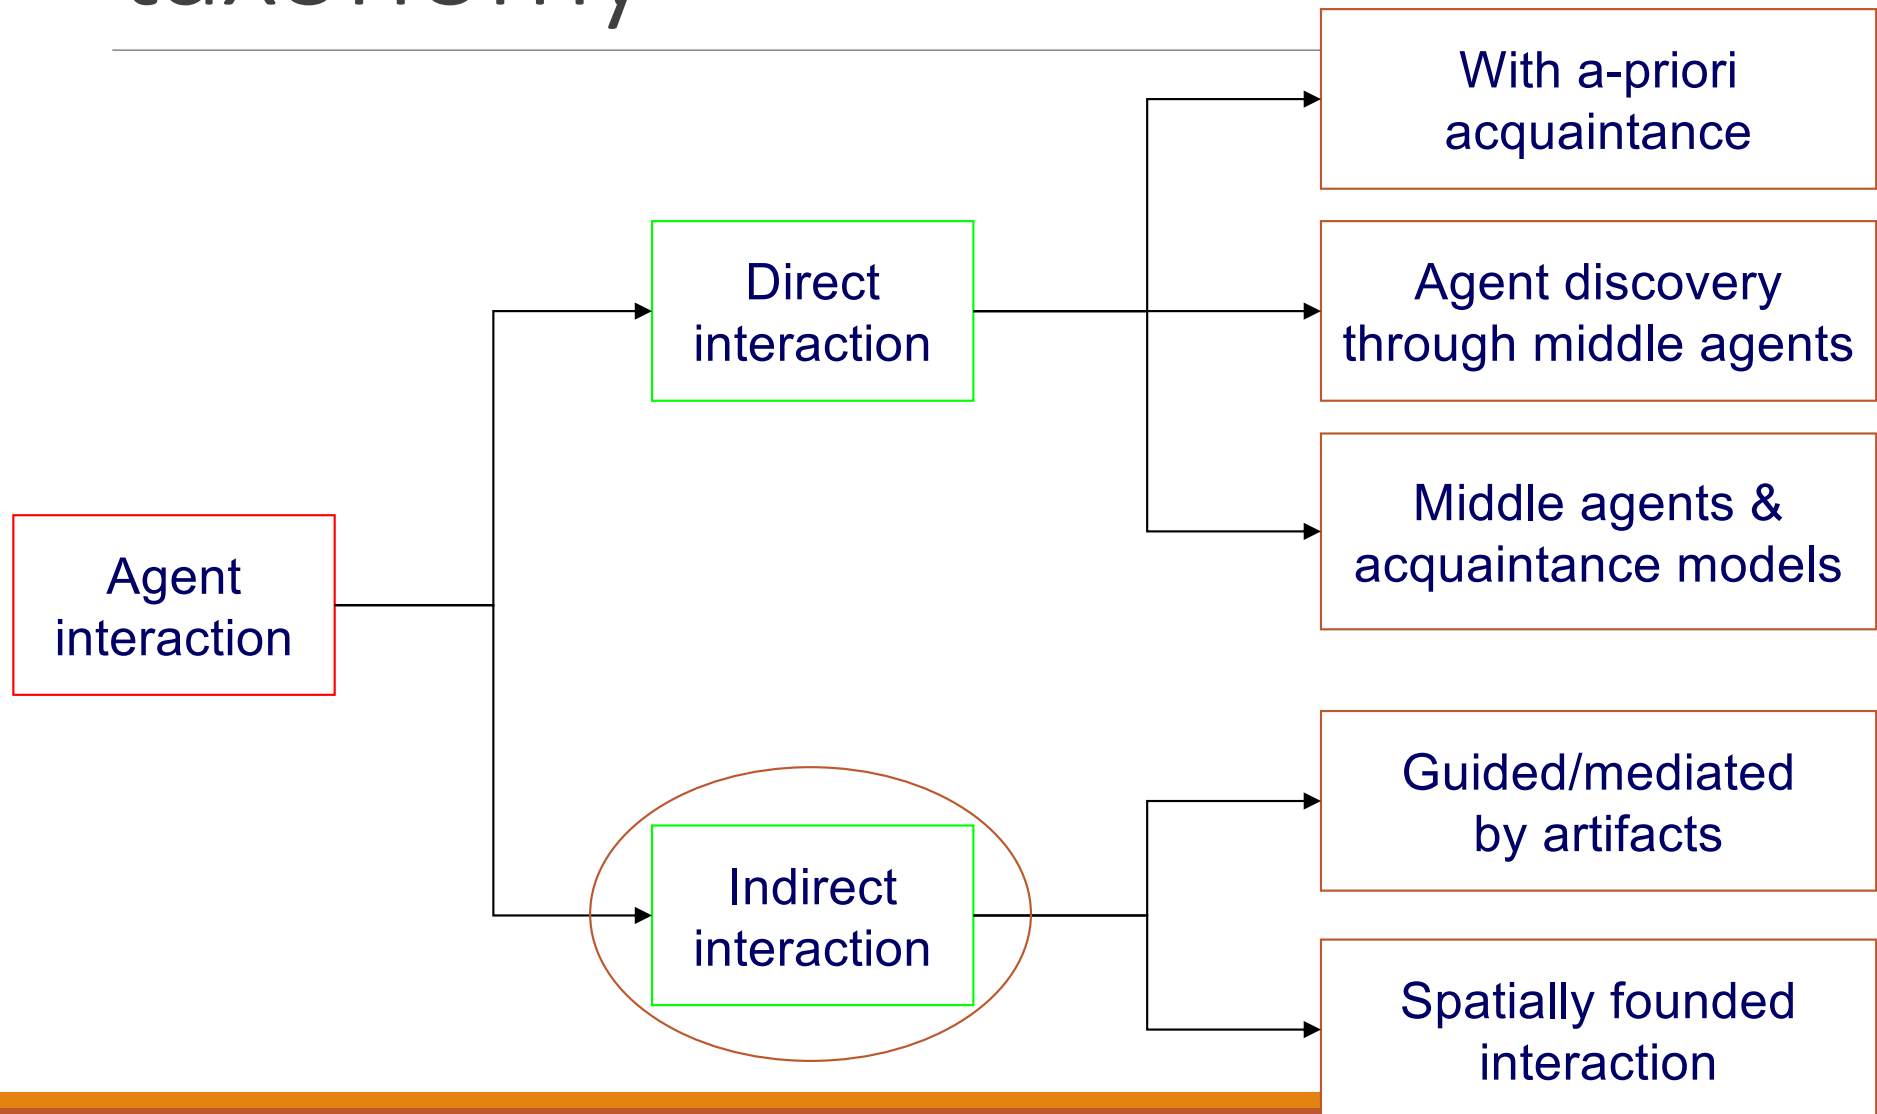 taxonomy
With a-priori
acquaintance
Direct
interaction
Agent discovery
through middle agents
Middle agents &
acquaintance models
Agent
interaction
Guided/mediated
by artifacts
Indirect
interaction
Spatially founded
interaction